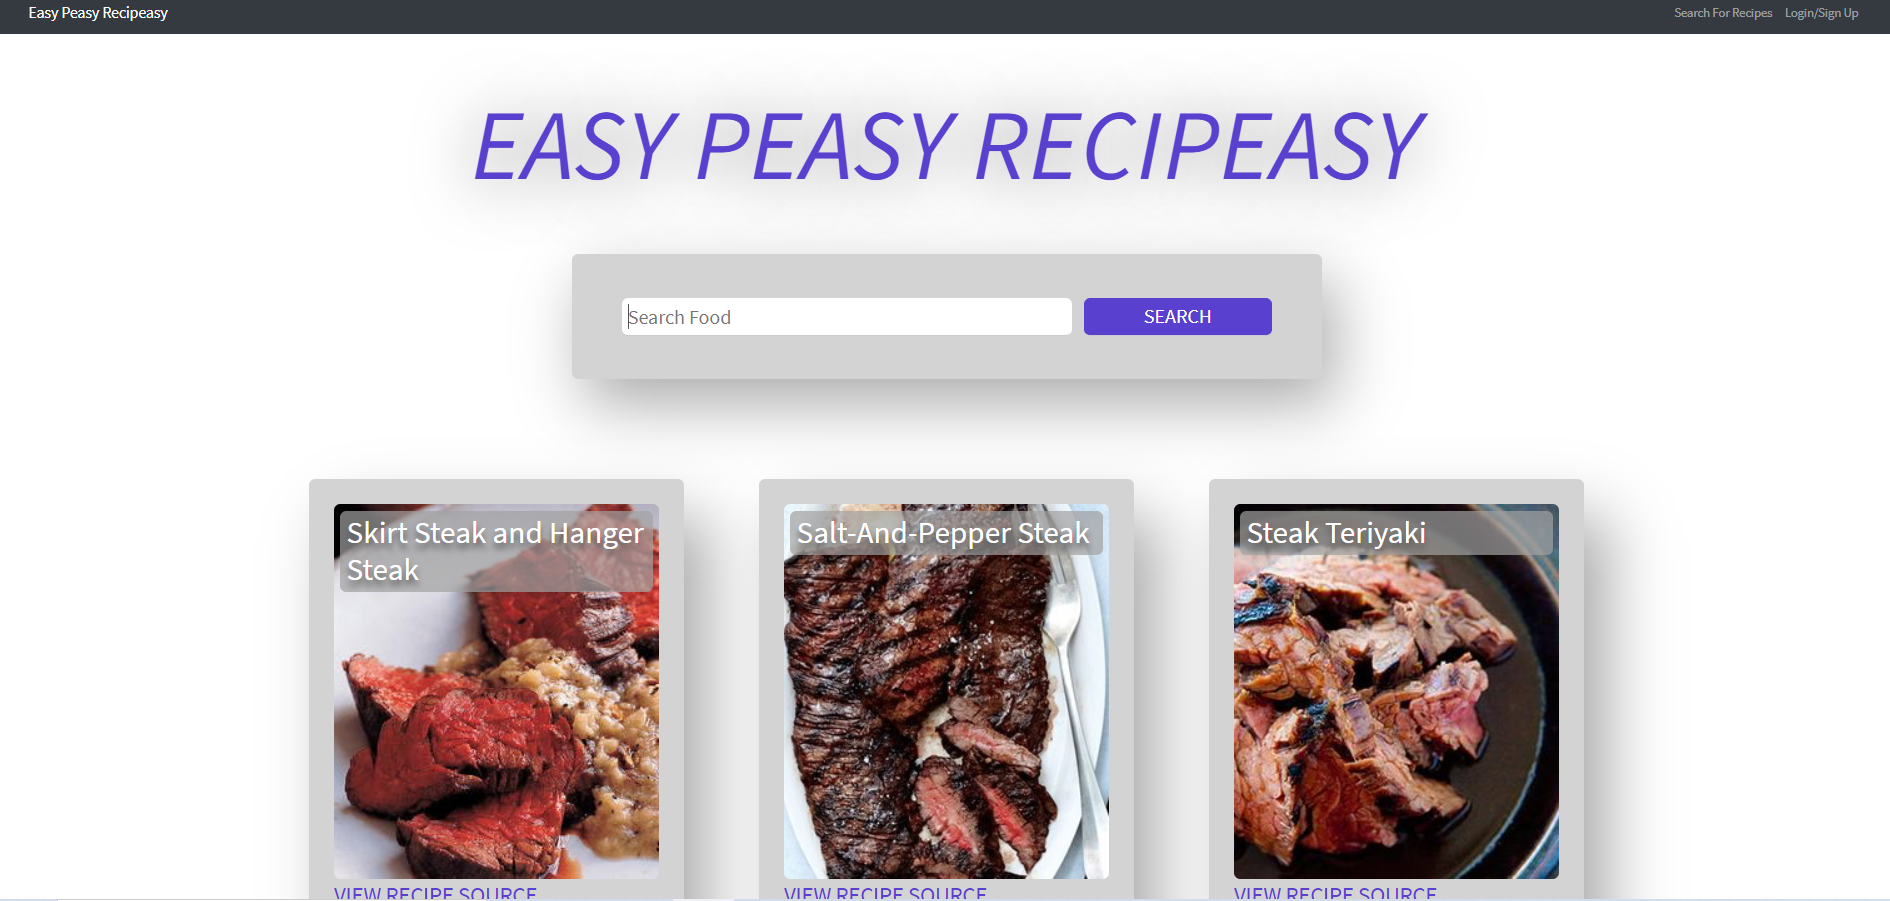 Easy Peasy Recipeasy
Search For Recipes
Login/Sign Up
EASY PEASY RECIPEASY
Search Food
SEARCH
Skirt Steak and Hanger
Steak
Salt-And-Pepper Steak
Steak Teriyaki
VIEW RECIPE SOURCE
VIEW RECIPE SOURCE
VIEW RECIPE SOURCE